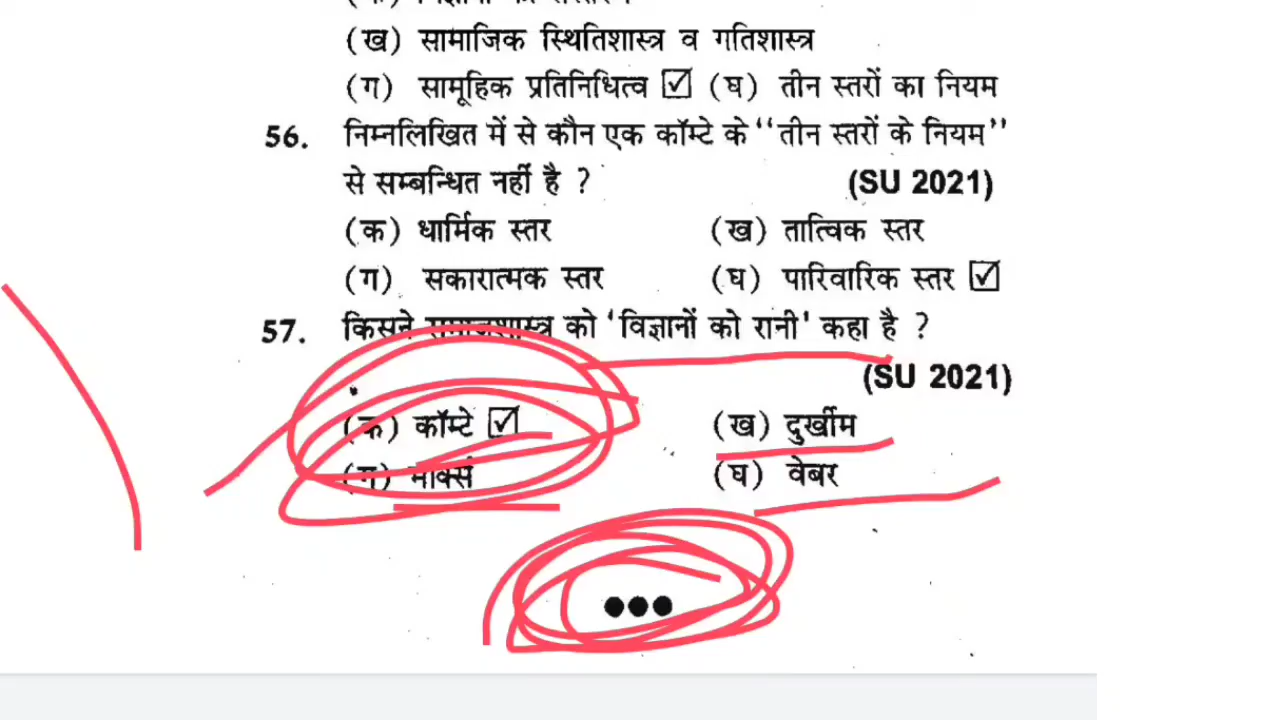 (ख) सामाजिक स्थितिशास्त्र व गतिशास्त्र
(ग) सामूहिक प्रतिनिधित्व ☑ (घ) तीन स्तरों का नियम
56. निम्नलिखित में से कौन एक कॉम्टे के ‘‘तीन स्तरों के नियम’’
से सम्बन्धित नहीं है ? (SU 2021)
(क) धार्मिक स्तर (ख) तात्विक स्तर
(ग) सकारात्मक स्तर (घ) पारिवारिक स्तर ☑
57. किसने समाजशास्त्र को ‘विज्ञानों को रानी’ कहा है ?
(SU 2021)
(क) कॉम्टे ☑ (ख) दुर्खीम
(ग) मार्क्स (घ) वेबर
●●●